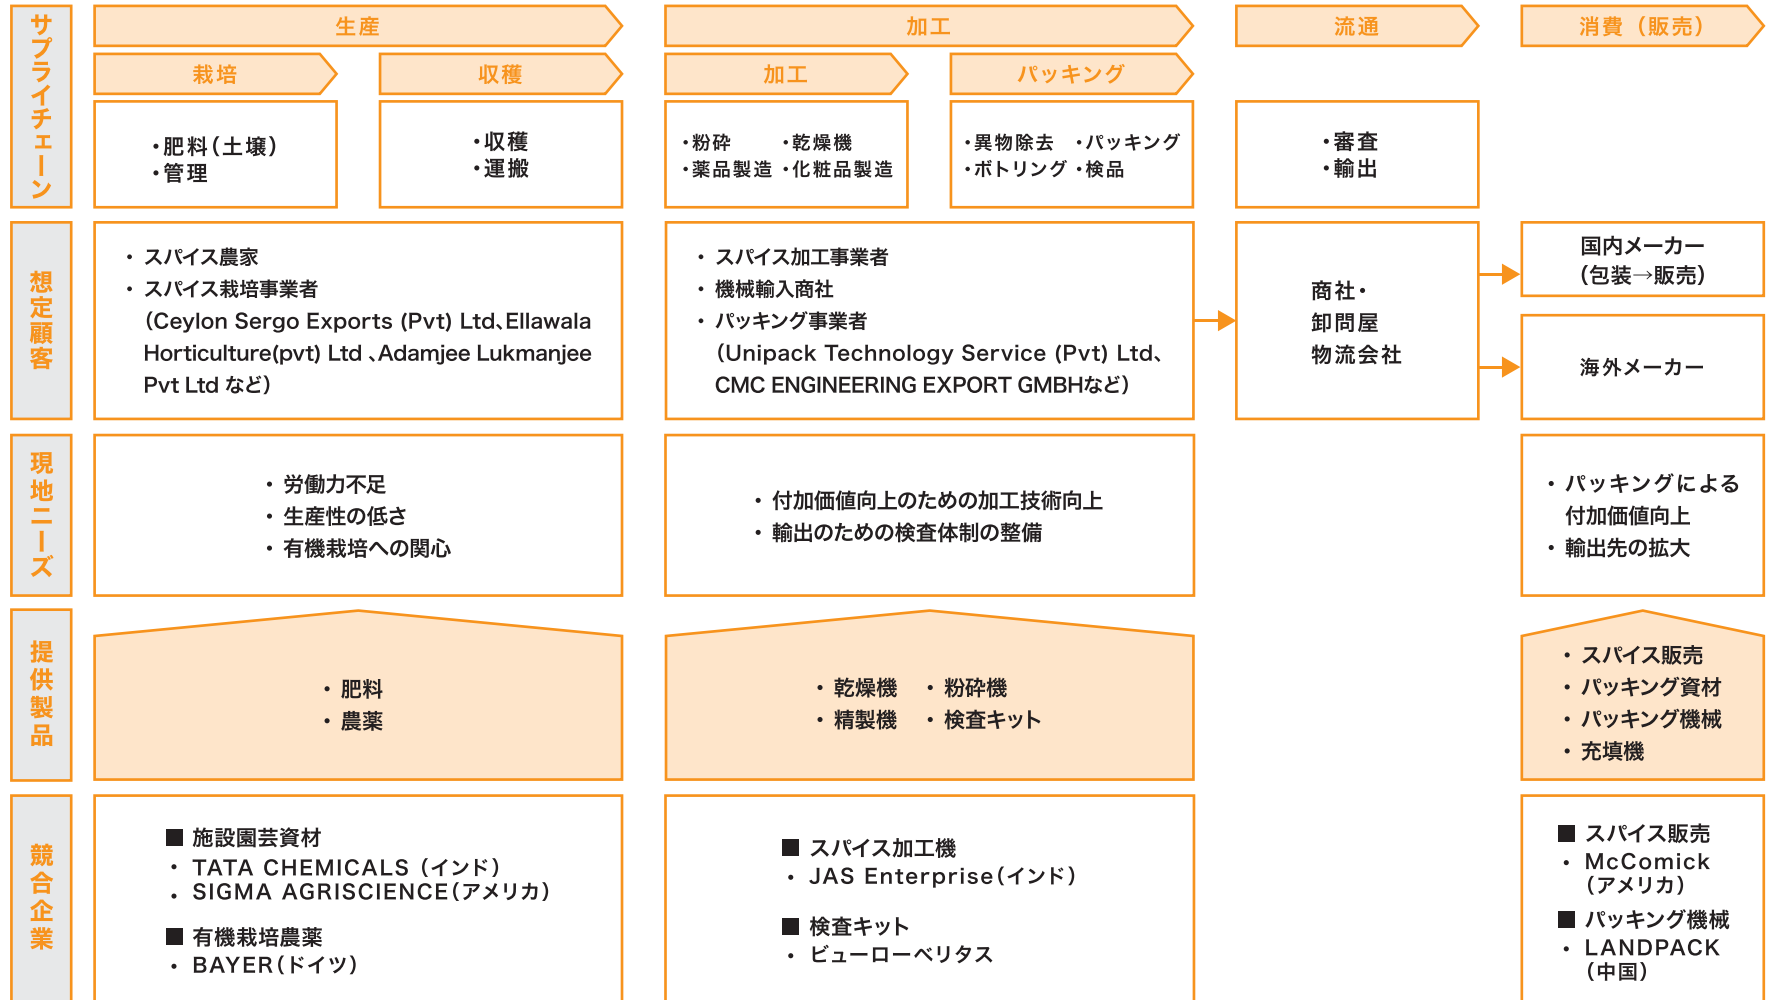 サプライチェーン
生産
加工
流通
消費（販売）
栽培
収穫
加工
パッキング
・肥料（土壌）
・管理
・収穫
・運搬
・粉砕 ・乾燥機
・薬品製造 ・化粧品製造
・異物除去 ・パッキング
・ボトリング ・検品
・審査
・輸出
想定顧客
・ スパイス農家
・ スパイス栽培事業者
（Ceylon Sergo Exports (Pvt) Ltd、Ellawala
Horticulture(pvt) Ltd 、Adamjee Lukmanjee
Pvt Ltd など）
・ スパイス加工事業者
・ 機械輸入商社
・ パッキング事業者
（Unipack Technology Service (Pvt) Ltd、
CMC ENGINEERING EXPORT GMBHなど）
商社・
卸問屋
物流会社
国内メーカー
（包装→販売）
海外メーカー
現地ニーズ
・ 労働力不足
・ 生産性の低さ
・ 有機栽培への関心
・ 付加価値向上のための加工技術向上
・ 輸出のための検査体制の整備
・ パッキングによる
付加価値向上
・ 輸出先の拡大
提供製品
・ 肥料
・ 農薬
・ 乾燥機 ・ 粉砕機
・ 精製機 ・ 検査キット
・ スパイス販売
・ パッキング資材
・ パッキング機械
・ 充填機
競合企業
■ 施設園芸資材
・ TATA CHEMICALS（インド）
・ SIGMA AGRISCIENCE（アメリカ）
■ 有機栽培農薬
・ BAYER（ドイツ）
■ スパイス加工機
・ JAS Enterprise（インド）
■ 検査キット
・ ビューローベリタス
■ スパイス販売
・ McComick
（アメリカ）
■ パッキング機械
・ LANDPACK
（中国）